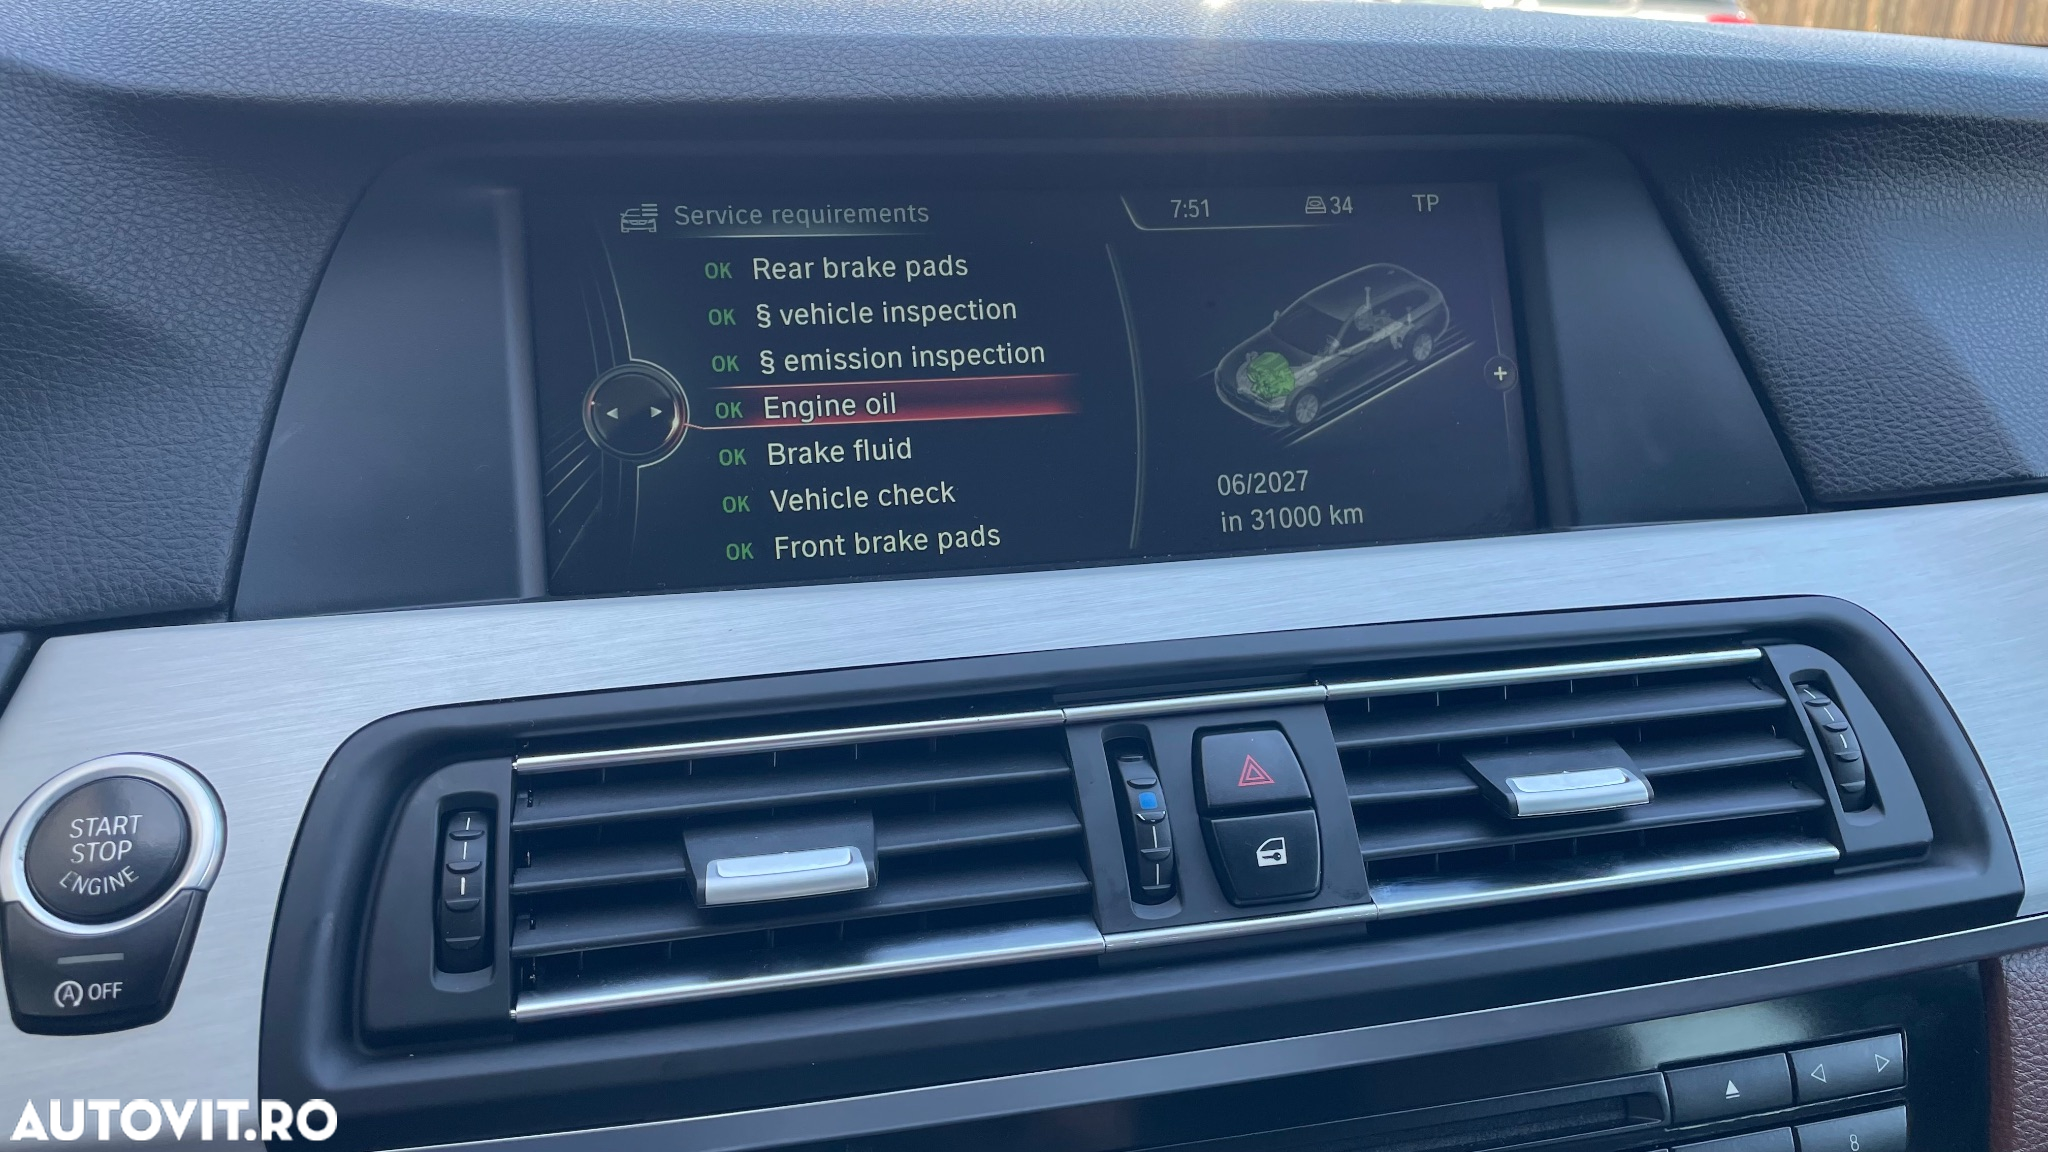 Service requirements
7:51
34
TP
OK Rear brake pads
OK § vehicle inspection
OK § emission inspection
OK Engine oil
OK Brake fluid
OK Vehicle check
OK Front brake pads
+
06/2027
in 31000 km
START
STOP
ENGINE
A OFF
8
AUTOVIT.RO